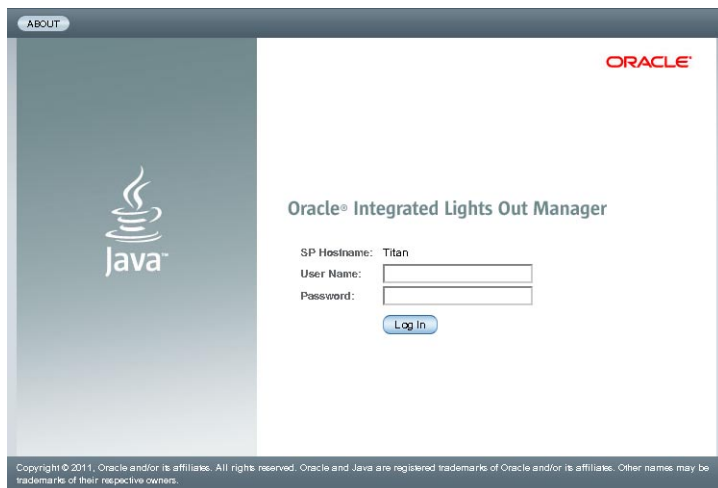 ABOUT
ORACLE®
Java™
Oracle® Integrated Lights Out Manager
SP Hostname: Titan
User Name:
Password:
Log In
Copyright © 2011, Oracle and/or its affiliates. All rights reserved. Oracle and Java are registered trademarks of Oracle and/or its affiliates. Other names may be
trademarks of their respective owners.